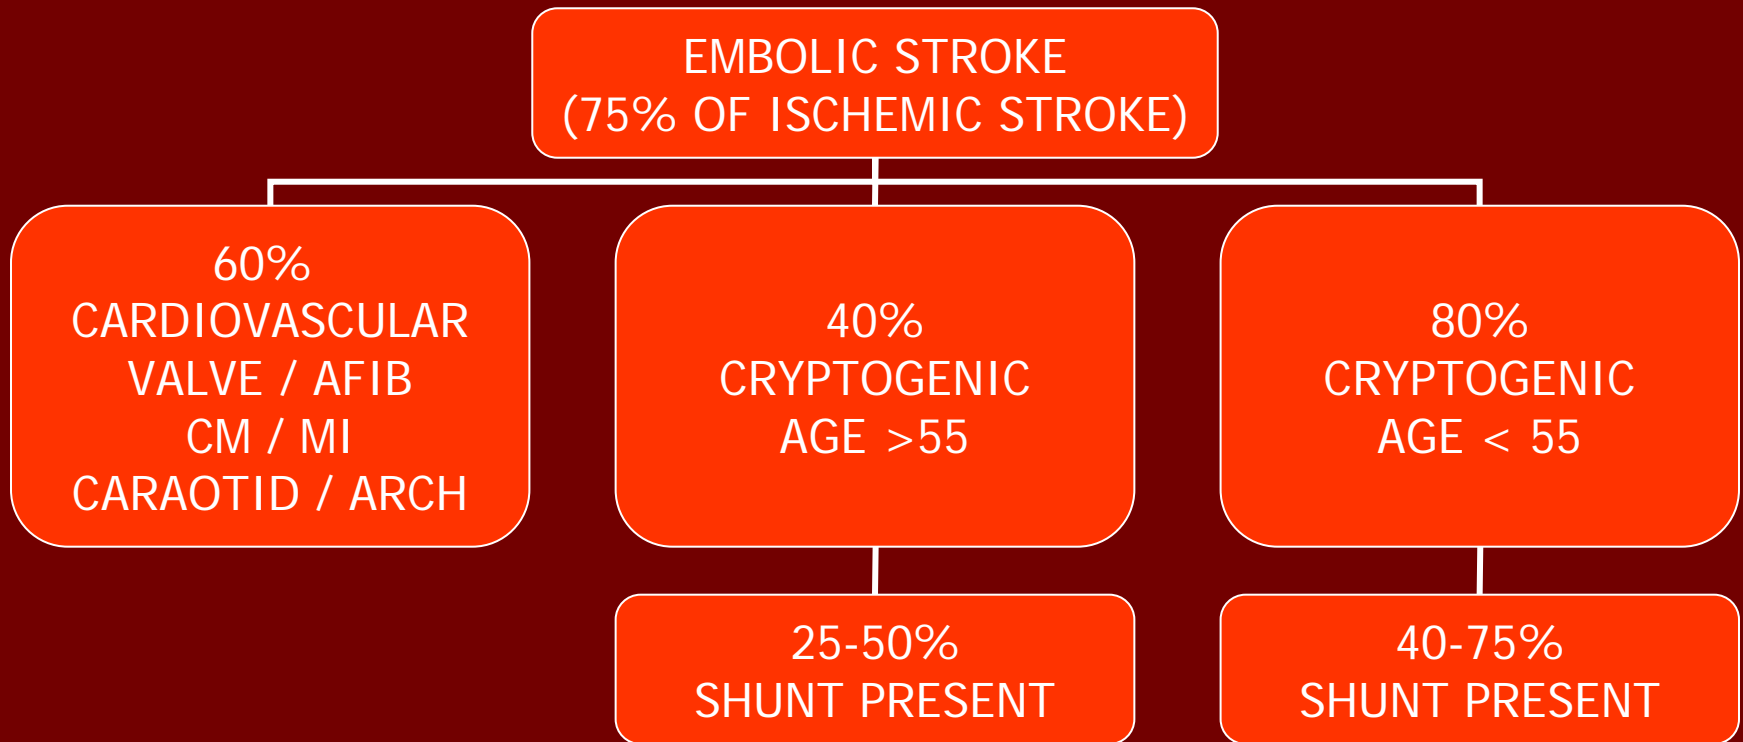 EMBOLIC STROKE
(75% OF ISCHEMIC STROKE)
60%
CARDIOVASCULAR
VALVE / AFIB
CM / MI
CARAOTID / ARCH
40%
CRYPTOGENIC
AGE >55
80%
CRYPTOGENIC
AGE < 55
25-50%
SHUNT PRESENT
40-75%
SHUNT PRESENT